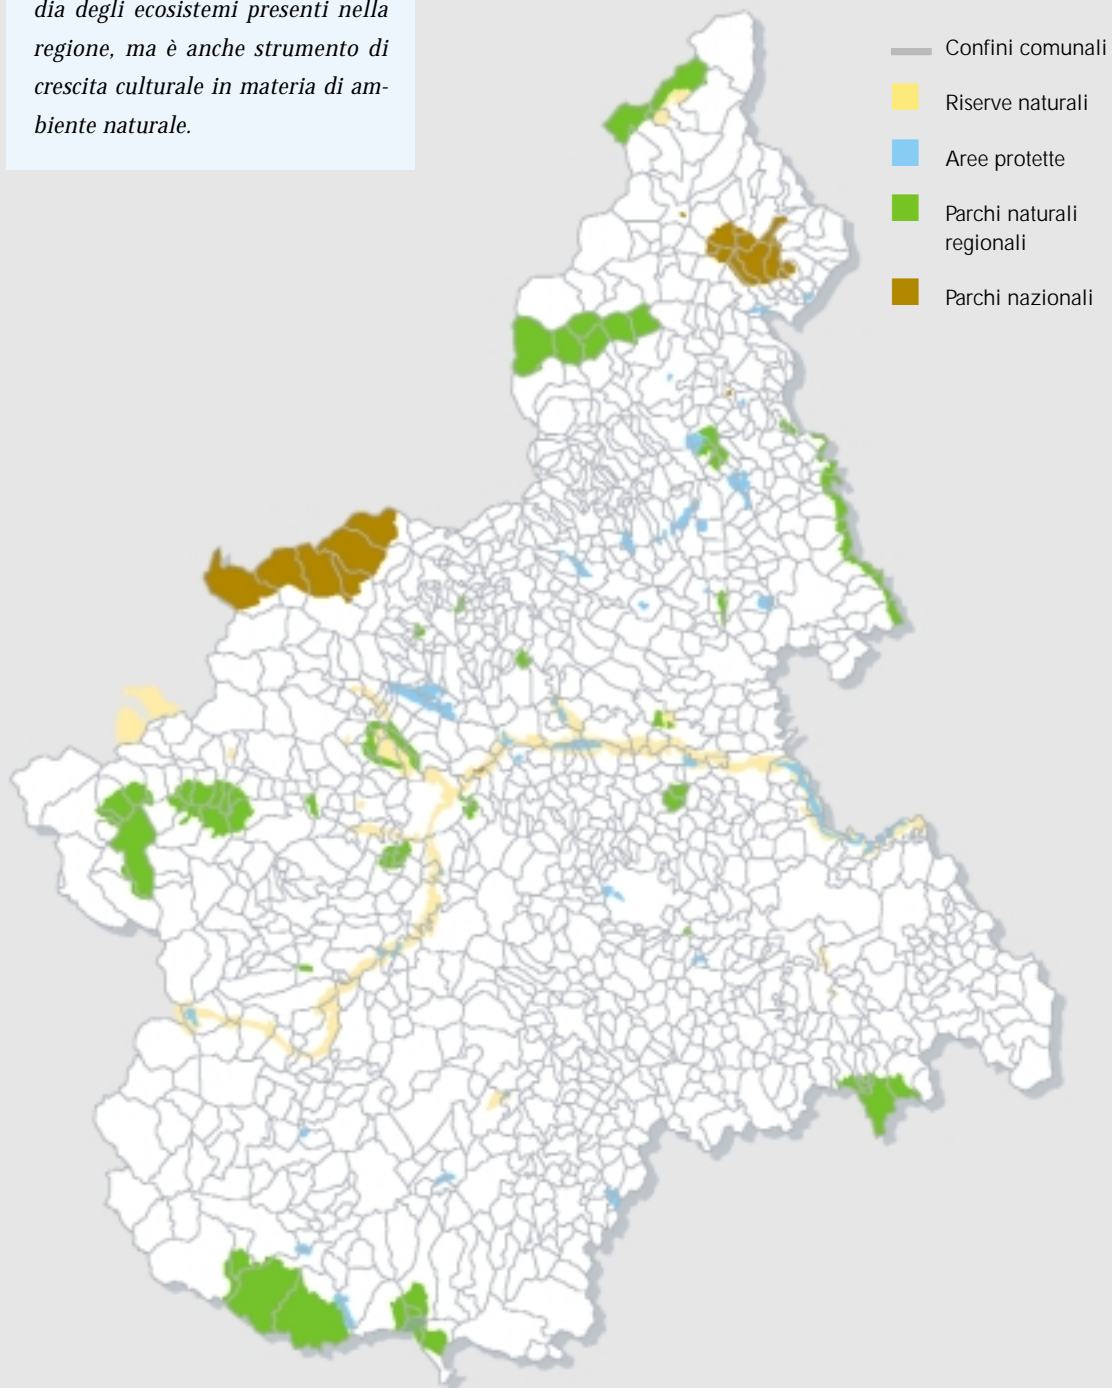 dia degli ecosistemi presenti nella
regione, ma è anche strumento di
crescita culturale in materia di am-
biente naturale.
Confini comunali
Riserve naturali
Aree protette
Parchi naturali
regionali
Parchi nazionali